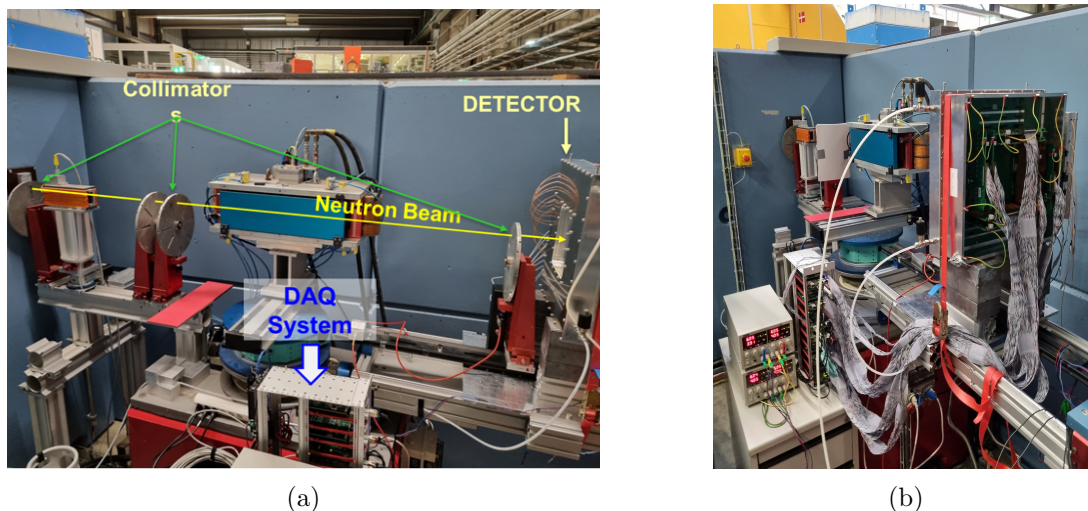 Collimator
s
DETECTOR
Neutron Beam
DAQ
System
(a)
(b)